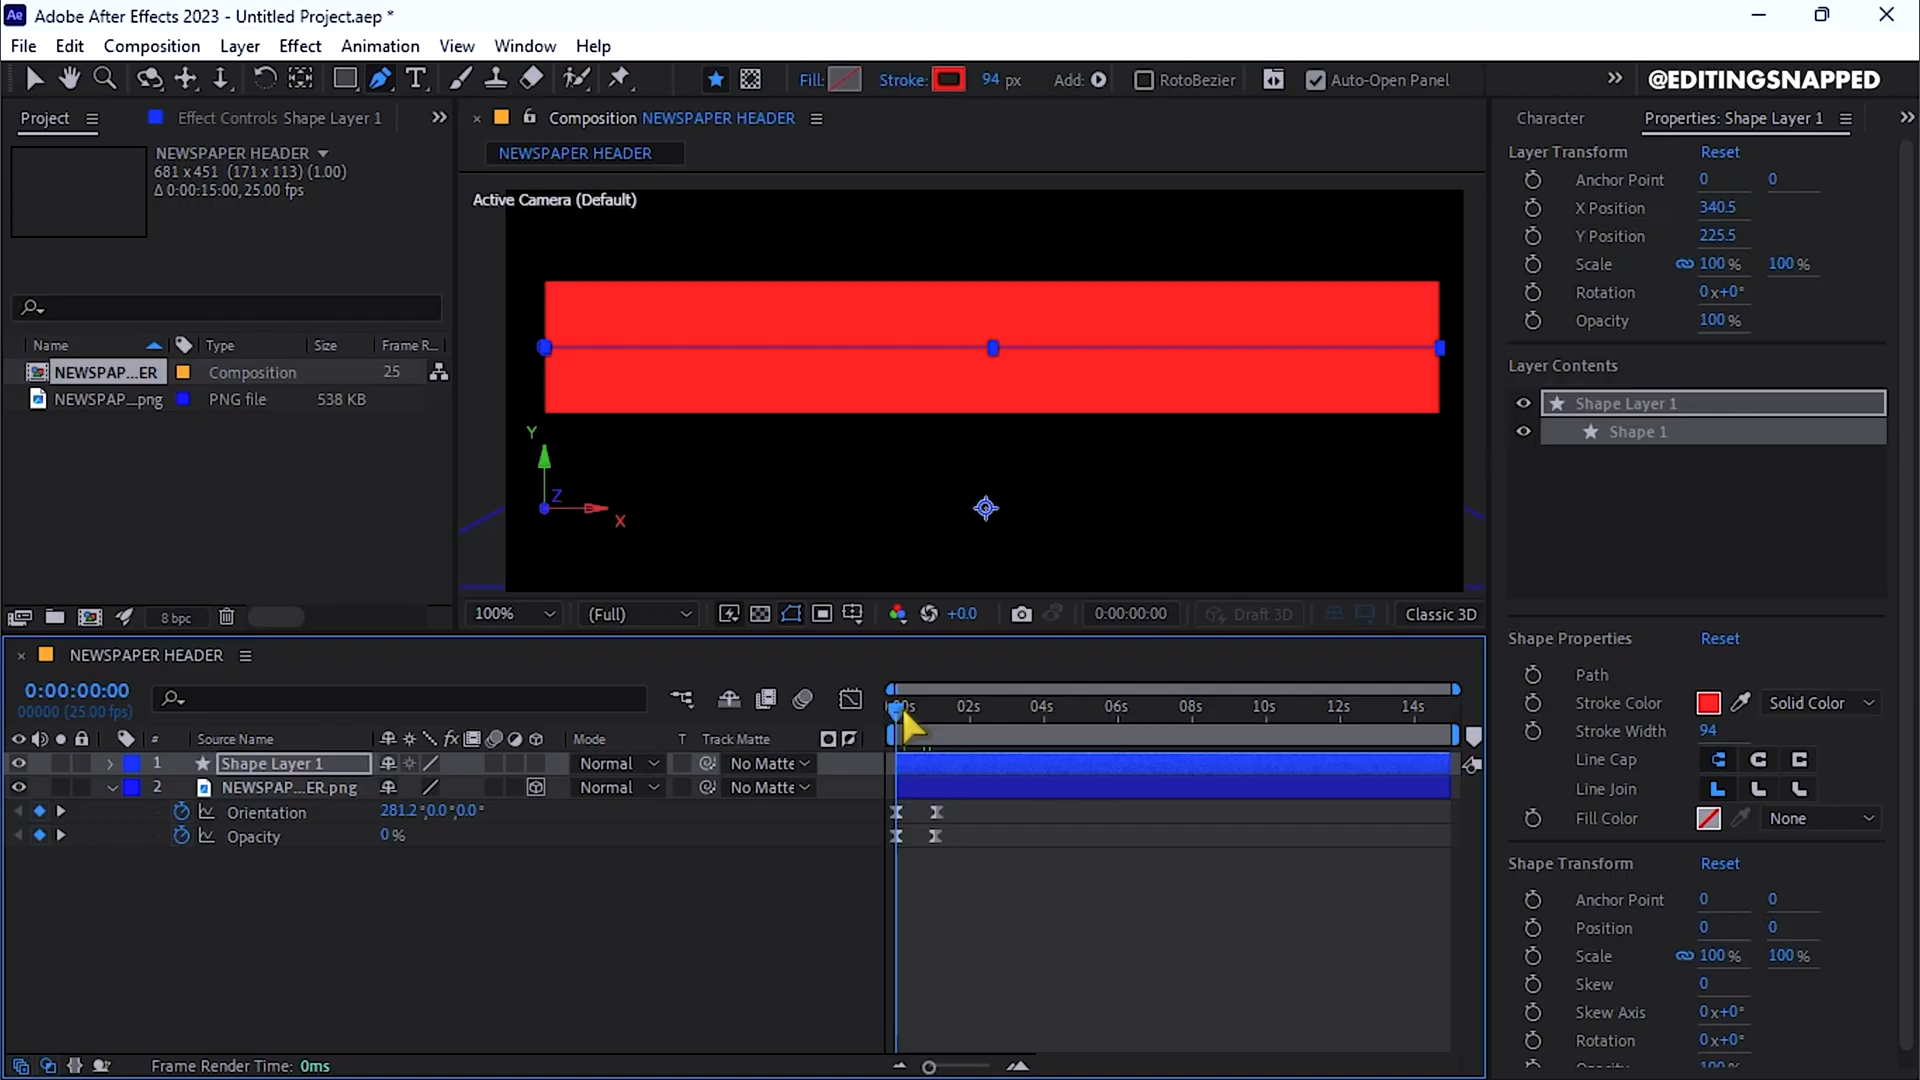 Ae Adobe After Effects 2023 - Untitled Project.aep *
File Edit Composition Layer Effect Animation View Window Help
Fill: Stroke: 94 px Add: RotoBezier Auto-Open Panel
@EDITINGSNAPPED
Project
Effect Controls Shape Layer 1
NEWSPAPER HEADER
681 x 451 (171 x 113) (1.00)
Δ 0:00:15:00, 25.00 fps
Name Type Size Frame R...
NEWSPAP...ER Composition 25
NEWSPAP...png PNG file 538 KB
8 bpc
Composition NEWSPAPER HEADER
NEWSPAPER HEADER
Active Camera (Default)
Y
Z
X
100% (Full) +0.0 0:00:00:00 Draft 3D Classic 3D
Character Properties: Shape Layer 1
Layer Transform Reset
Anchor Point 0 0
X Position 340.5
Y Position 225.5
Scale 100 % 100 %
Rotation 0x+0°
Opacity 100 %
Layer Contents
Shape Layer 1
Shape 1
Shape Properties Reset
Path
Stroke Color Solid Color
Stroke Width 94
Line Cap
Line Join
Fill Color None
Shape Transform Reset
Anchor Point 0 0
Position 0 0
Scale 100 % 100 %
Skew 0
Skew Axis 0x+0°
Rotation 0x+0°
NEWSPAPER HEADER
0:00:00:00
00000 (25.00 fps)
02s 04s 06s 08s 10s 12s 14s
# Source Name fx Mode T Track Matte
1 Shape Layer 1 Normal No Matte
2 NEWSPAP...ER.png Normal No Matte
Orientation 281.2°,0.0°,0.0°
Opacity 0 %
Frame Render Time: 0ms